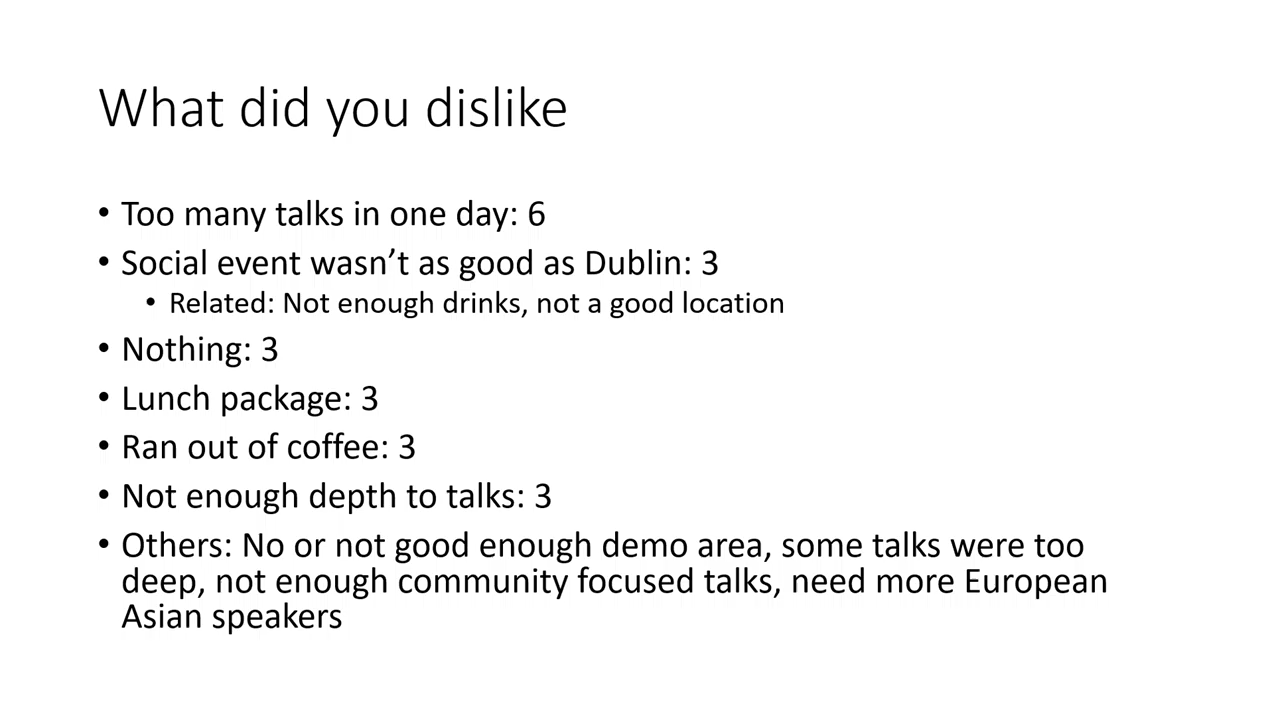 What did you dislike
• Too many talks in one day: 6
• Social event wasn’t as good as Dublin: 3
• Related: Not enough drinks, not a good location
• Nothing: 3
• Lunch package: 3
• Ran out of coffee: 3
• Not enough depth to talks: 3
• Others: No or not good enough demo area, some talks were too
deep, not enough community focused talks, need more European
Asian speakers